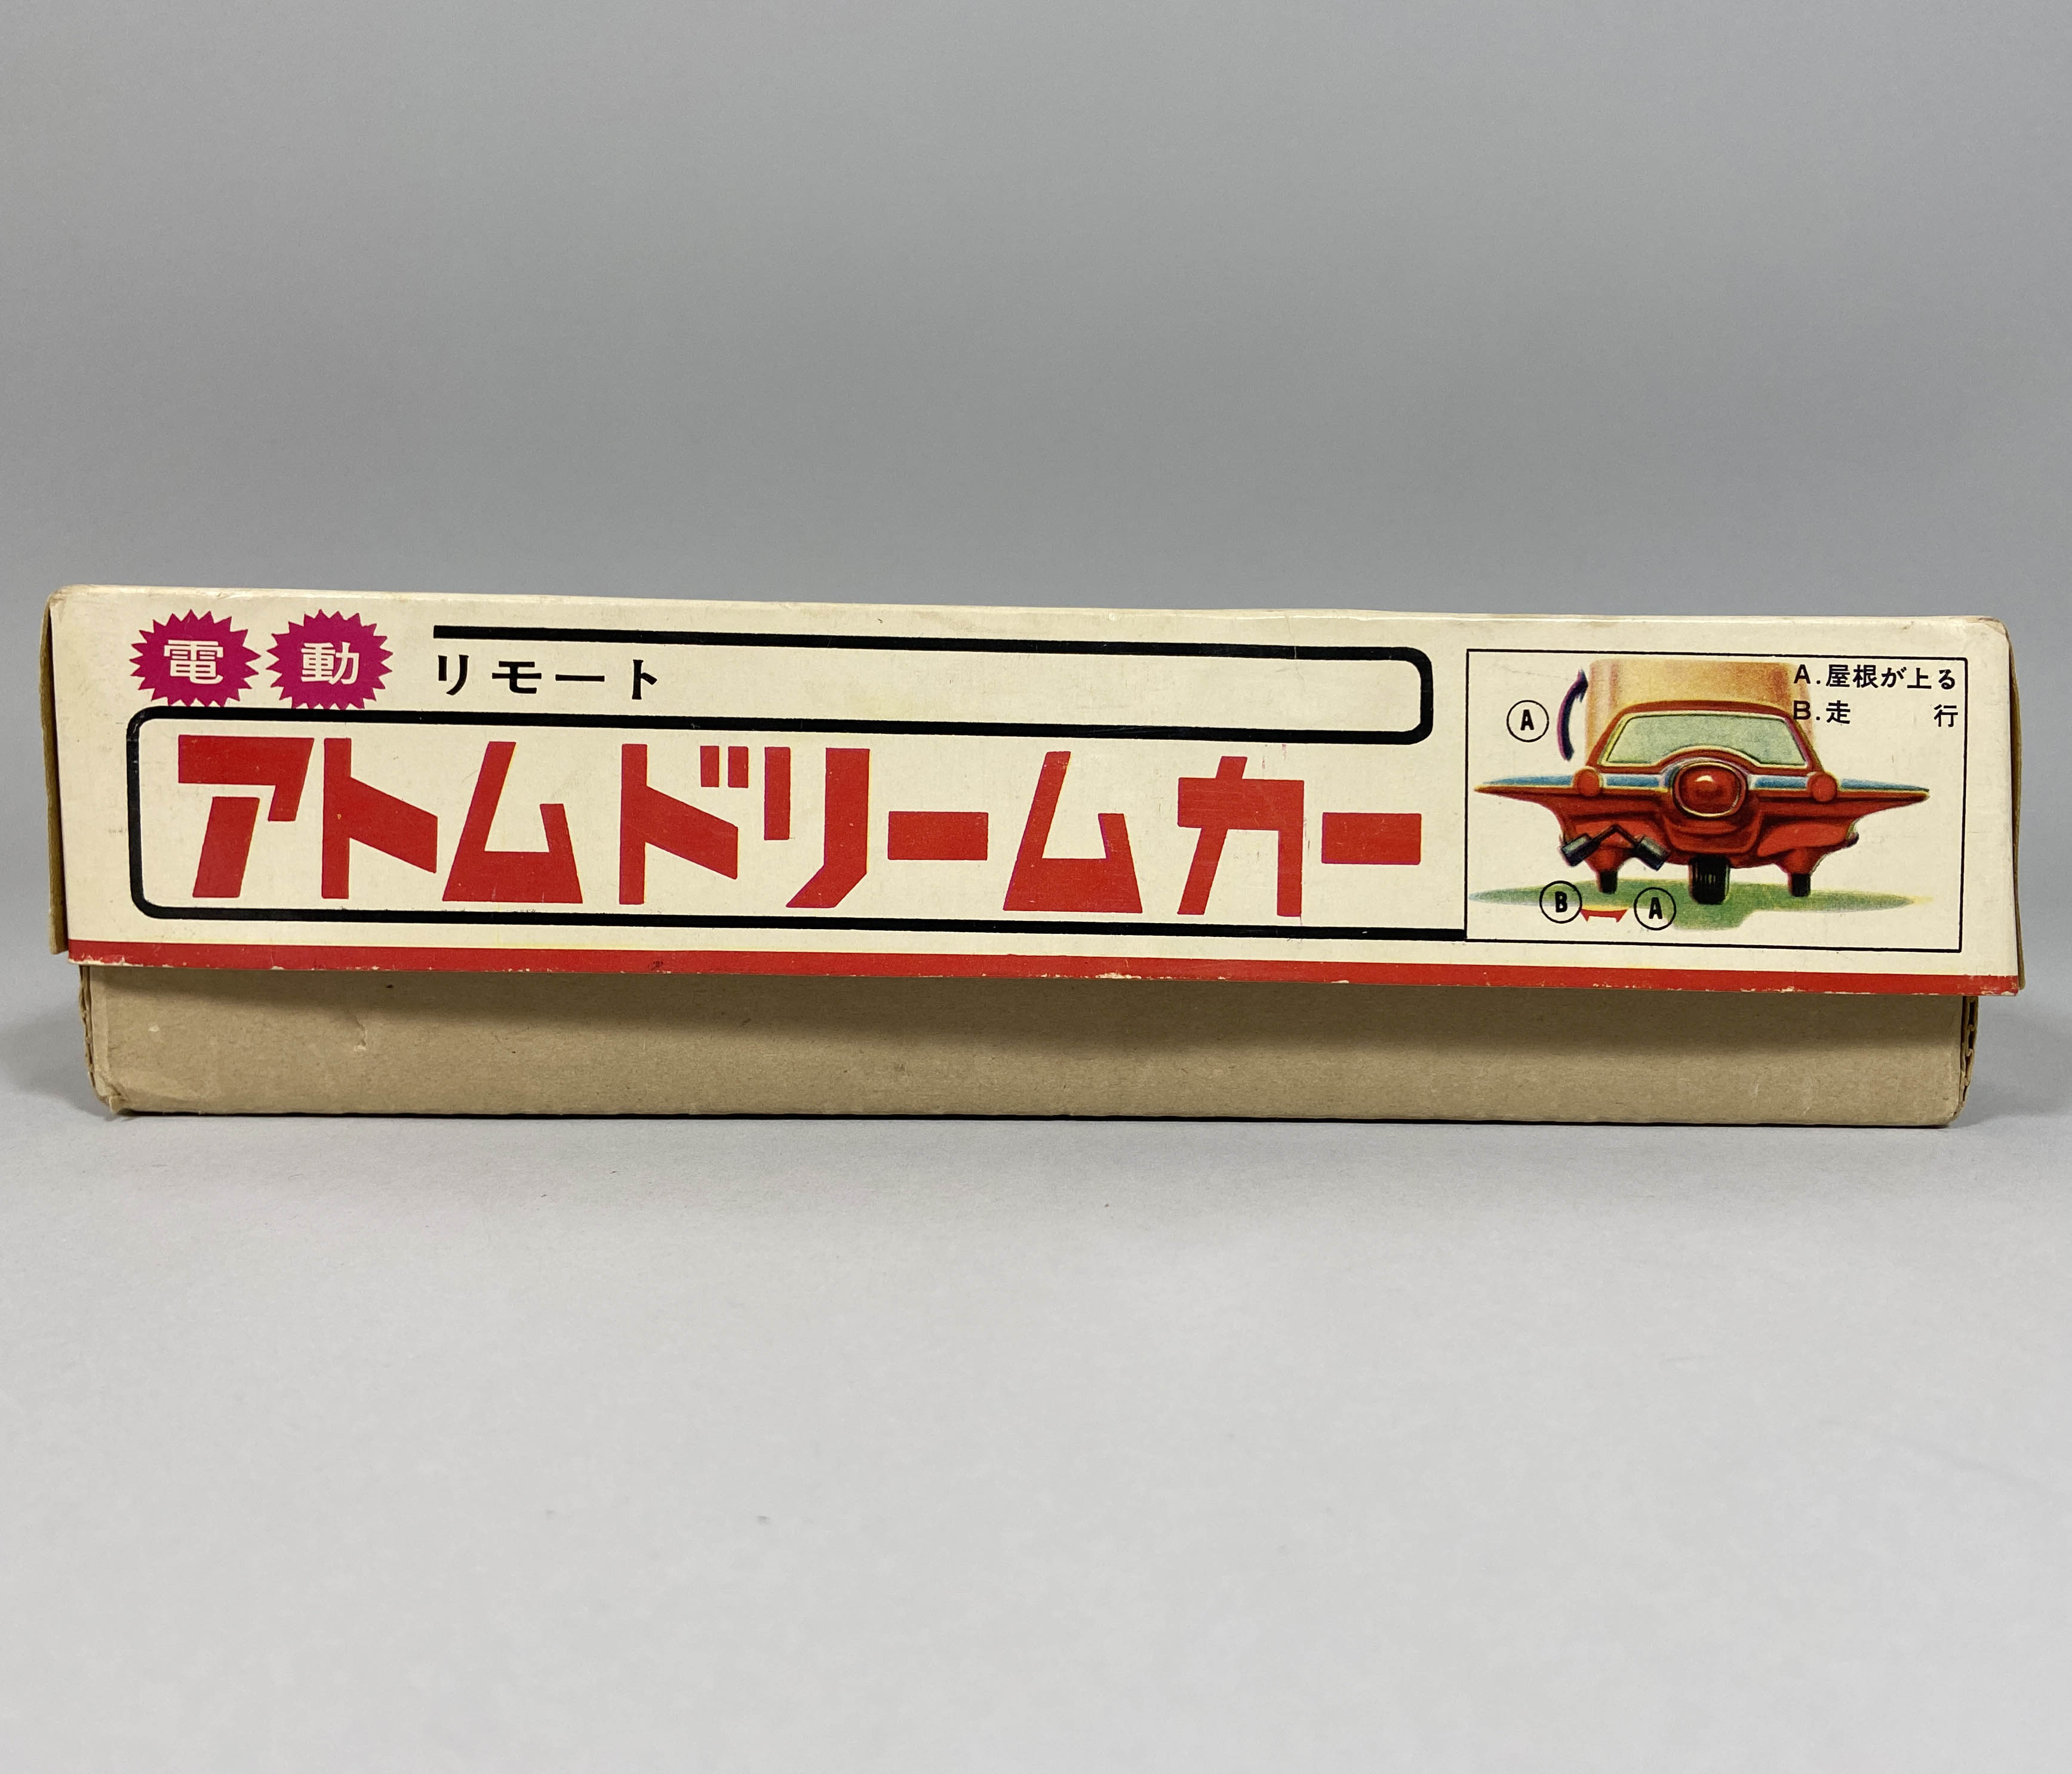 電動 リモート
アトムドリームカー
A.屋根が上る
B.走 行
A
B A